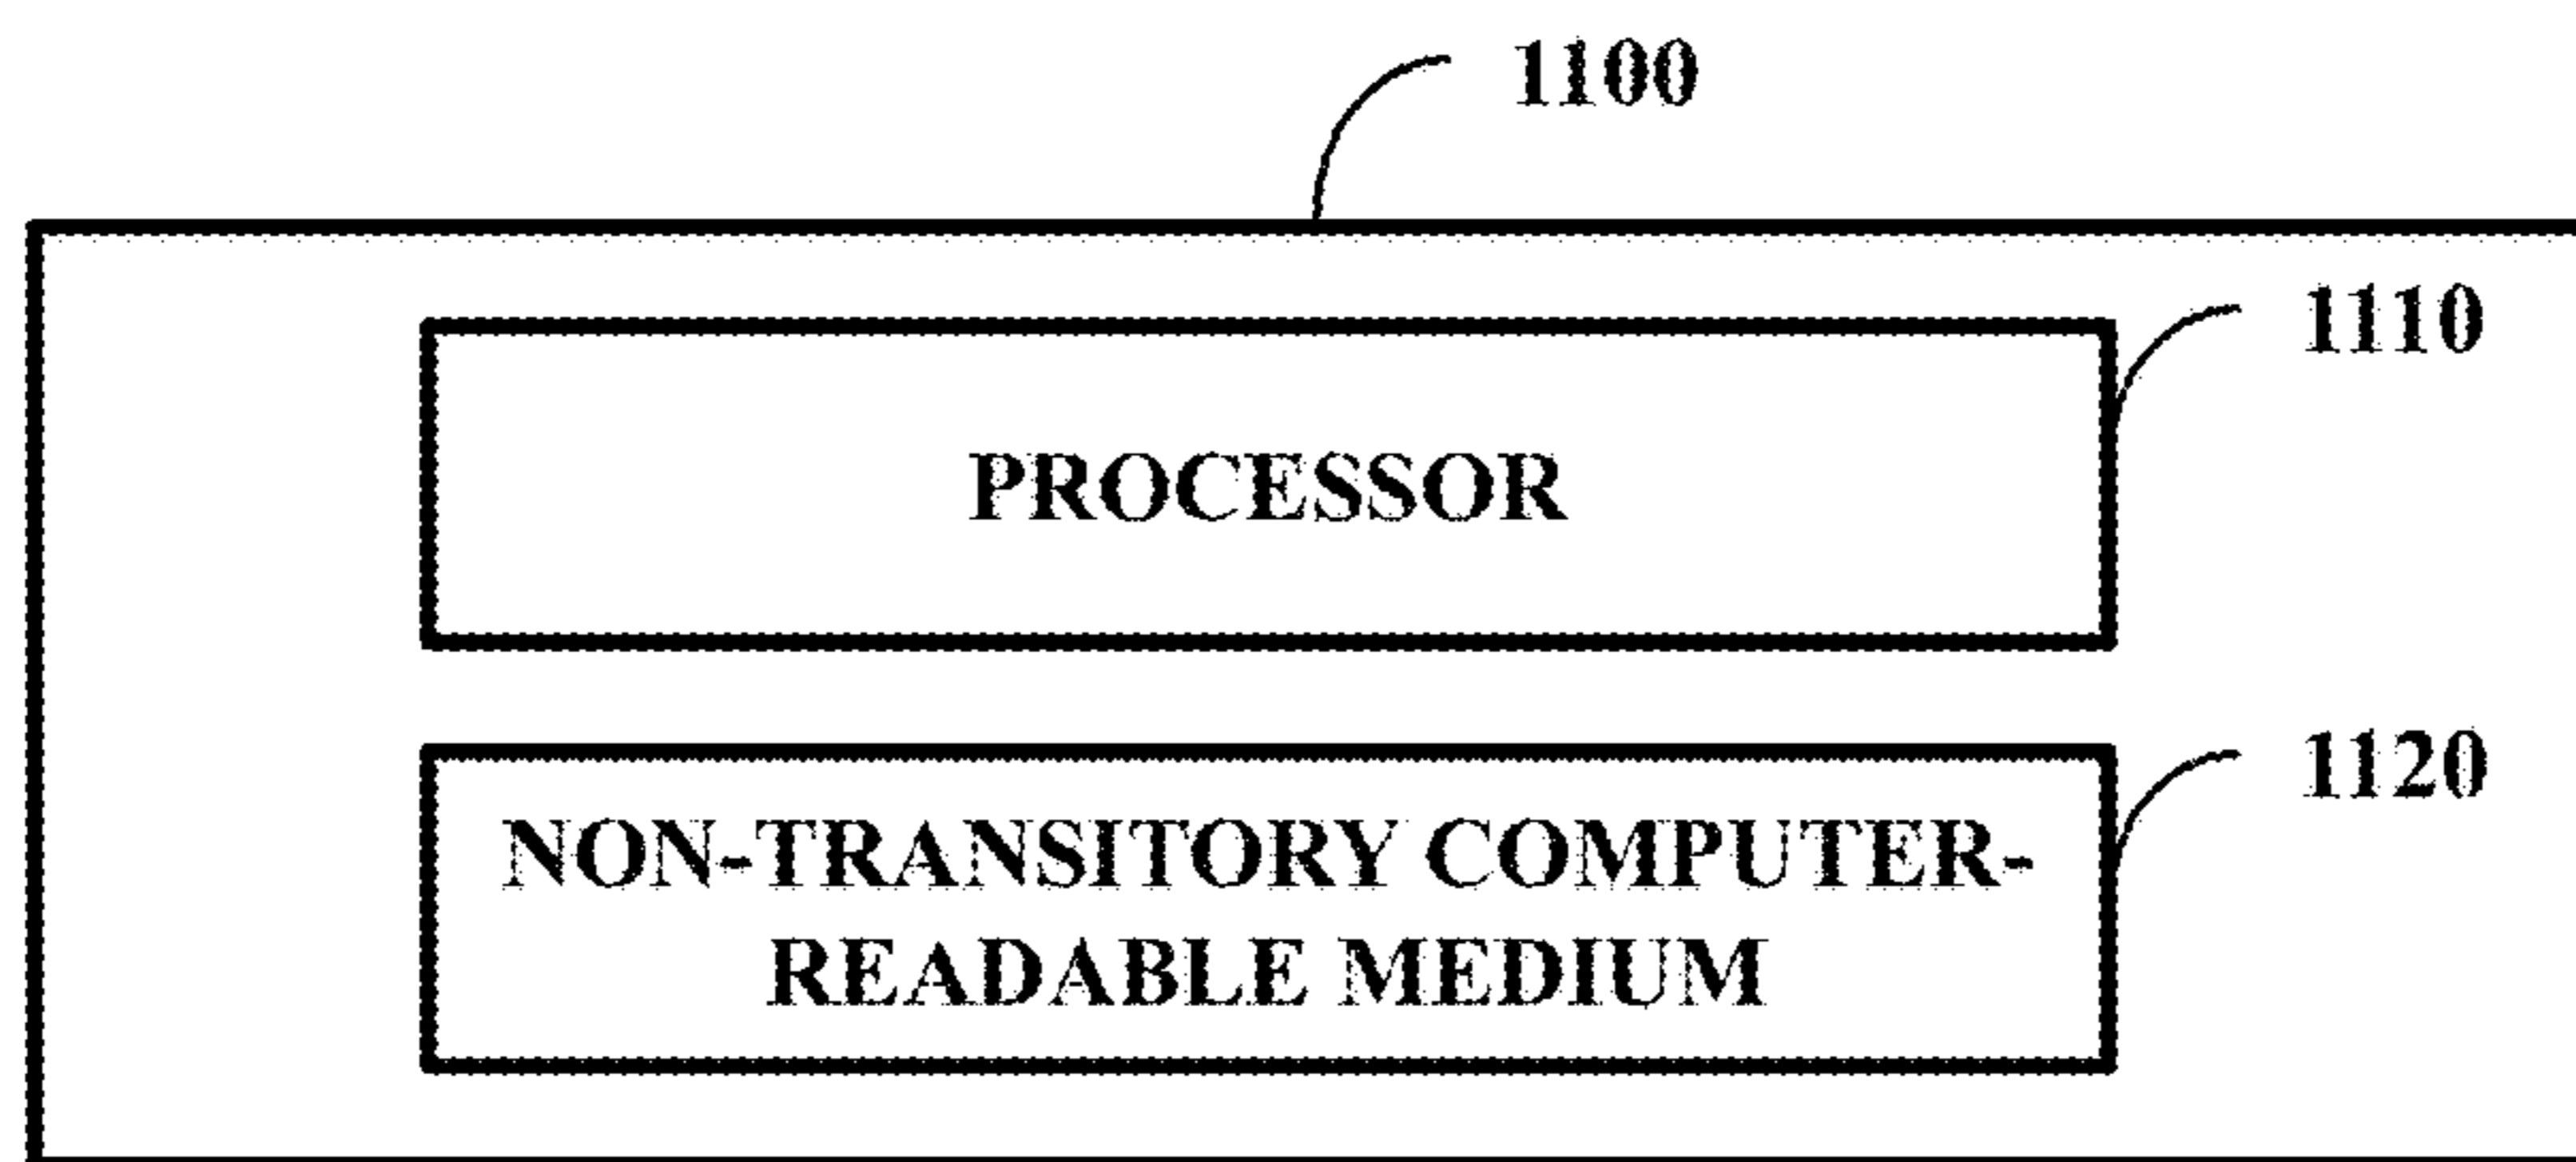 1100
1110
PROCESSOR
1120
NON-TRANSITORY COMPUTER-
READABLE MEDIUM